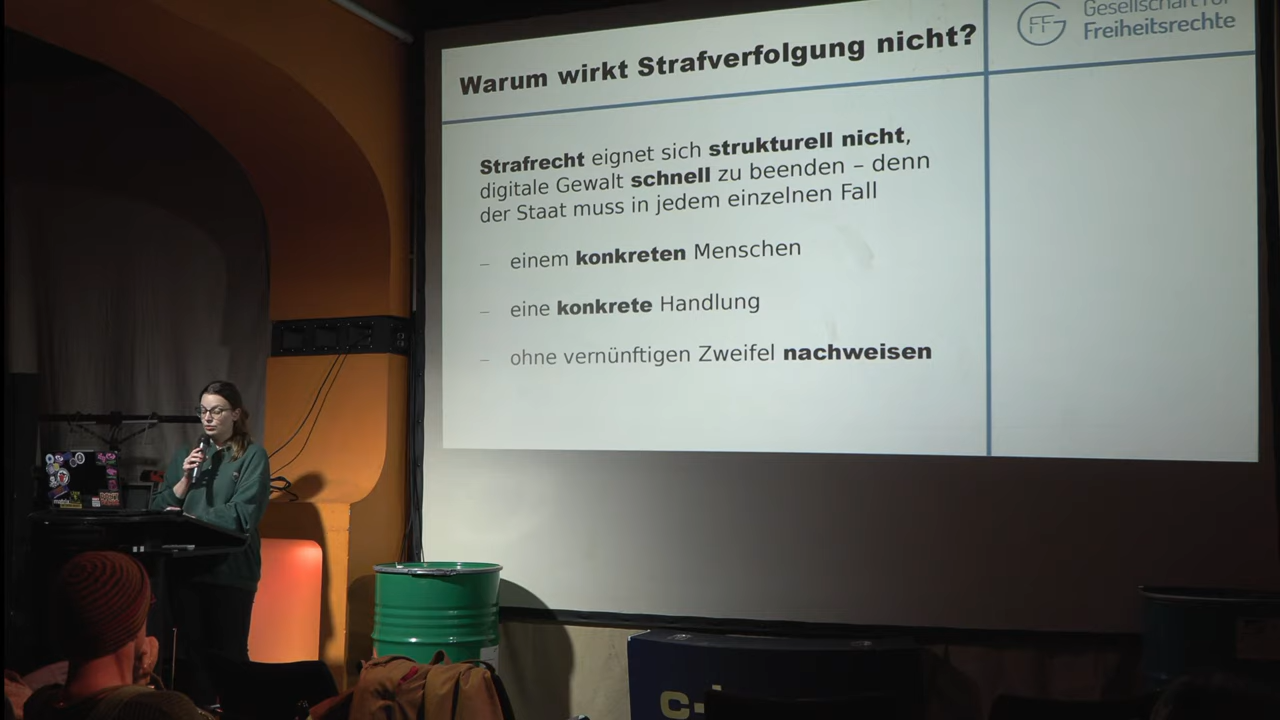 Warum wirkt Strafverfolgung nicht?
GFF
Gesellschaft für
Freiheitsrechte
Strafrecht eignet sich strukturell nicht,
digitale Gewalt schnell zu beenden – denn
der Staat muss in jedem einzelnen Fall
– einem konkreten Menschen
– eine konkrete Handlung
– ohne vernünftigen Zweifel nachweisen